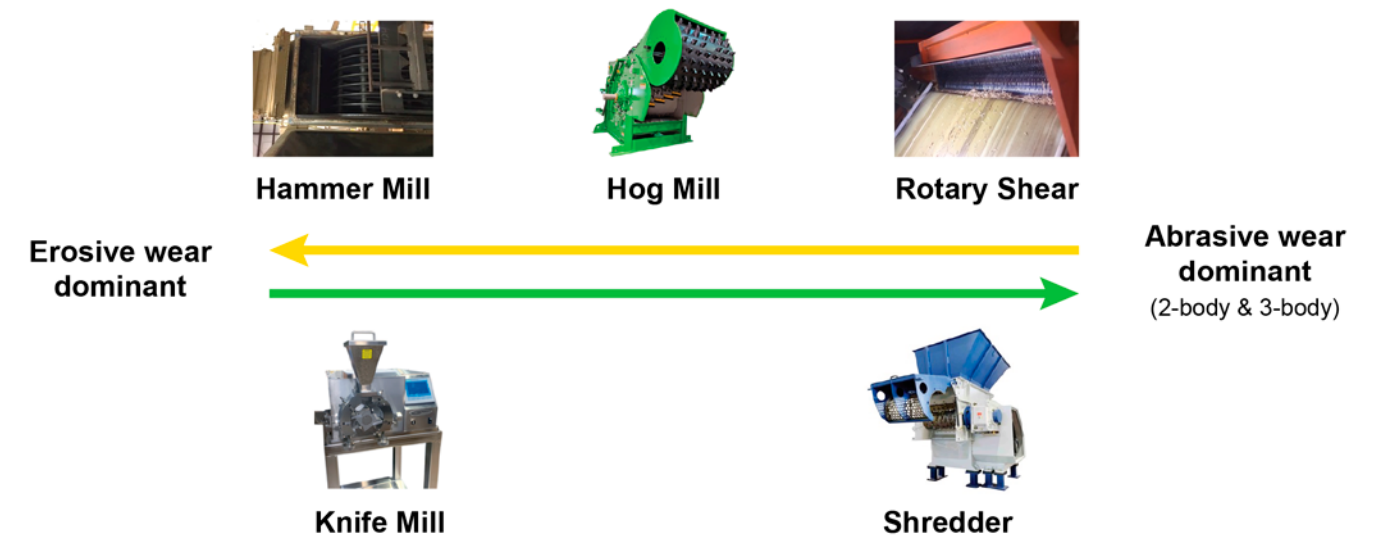 Hammer Mill
Hog Mill
Rotary Shear
Erosive wear
dominant
Abrasive wear
dominant
(2-body & 3-body)
Knife Mill
Shredder